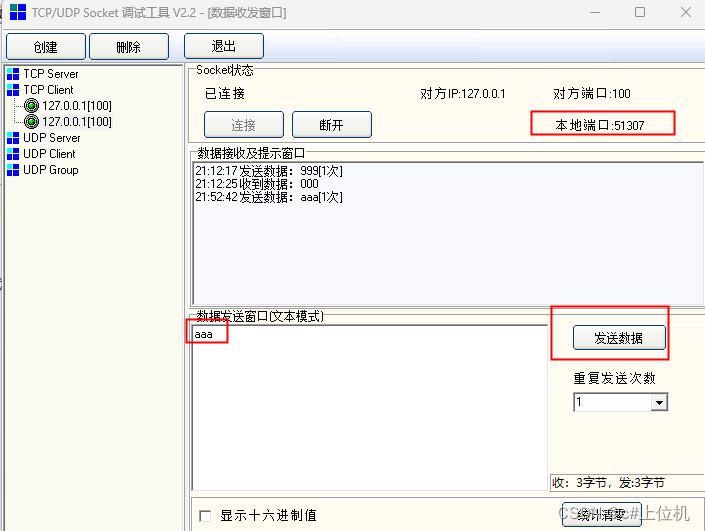 TCP/UDP Socket 调试工具 V2.2 - [数据收发窗口]
创建 删除 退出
TCP Server
TCP Client
127.0.0.1[100]
127.0.0.1[100]
UDP Server
UDP Client
UDP Group
Socket状态
已连接 对方IP:127.0.0.1 对方端口:100
连接 断开 本地端口:51307
数据接收及提示窗口
21:12:17 发送数据：999[1次]
21:12:25 收到数据：000
21:52:42 发送数据：aaa[1次]
数据发送窗口(文本模式)
aaa
发送数据
重复发送次数
1
收：3字节，发:3字节
显示十六进制值 统计清零
CSDN @c#上位机